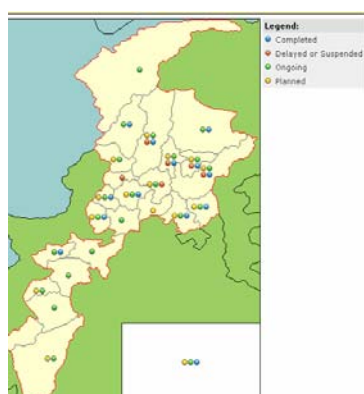 Legend:
Completed
Delayed or Suspended
Ongoing
Planned